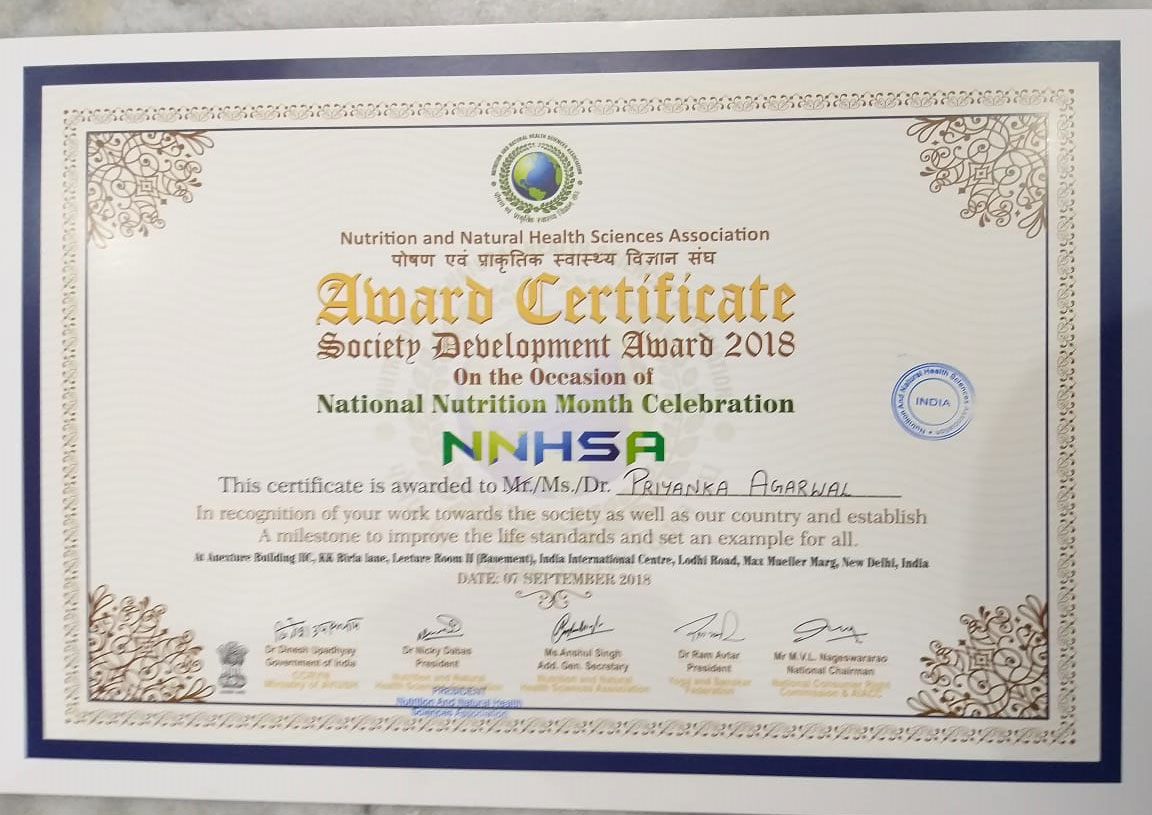 Nutrition and Natural Health Sciences Association
पोषण एवं प्राकृतिक स्वास्थ्य विज्ञान संघ
Award Certificate
Society Development Award 2018
On the Occasion of
National Nutrition Month Celebration
NNHSA
This certificate is awarded to Mr./Ms./Dr. PRIYANKA AGARWAL
In recognition of your work towards the society as well as our country and establish
A milestone to improve the life standards and set an example for all.
At Anexture Building IIC, KK Birla lane, Lecture Room II (Basement), India International Centre, Lodhi Road, Max Mueller Marg, New Delhi, India
DATE: 07 SEPTEMBER 2018
Nutrition And Natural Health Sciences Association
INDIA
Dr Dinesh Upadhyay
Government of India
Ministry of AYUSH
Dr Nicky Dabas
President
Nutrition and Natural
PRESIDENT
Nutrition And Natural Health
Sciences Association
Ms Anshul Singh
Add. Gen. Secretary
Nutrition and Natural
Health Sciences Association
Dr Ram Avtar
President
Federation
Mr M.V.L. Nageswararao
National Chairman